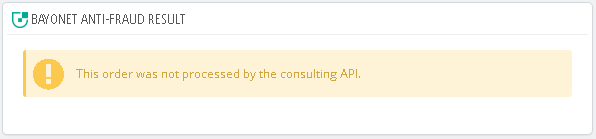 BAYONET ANTI-FRAUD RESULT
This order was not processed by the consulting API.